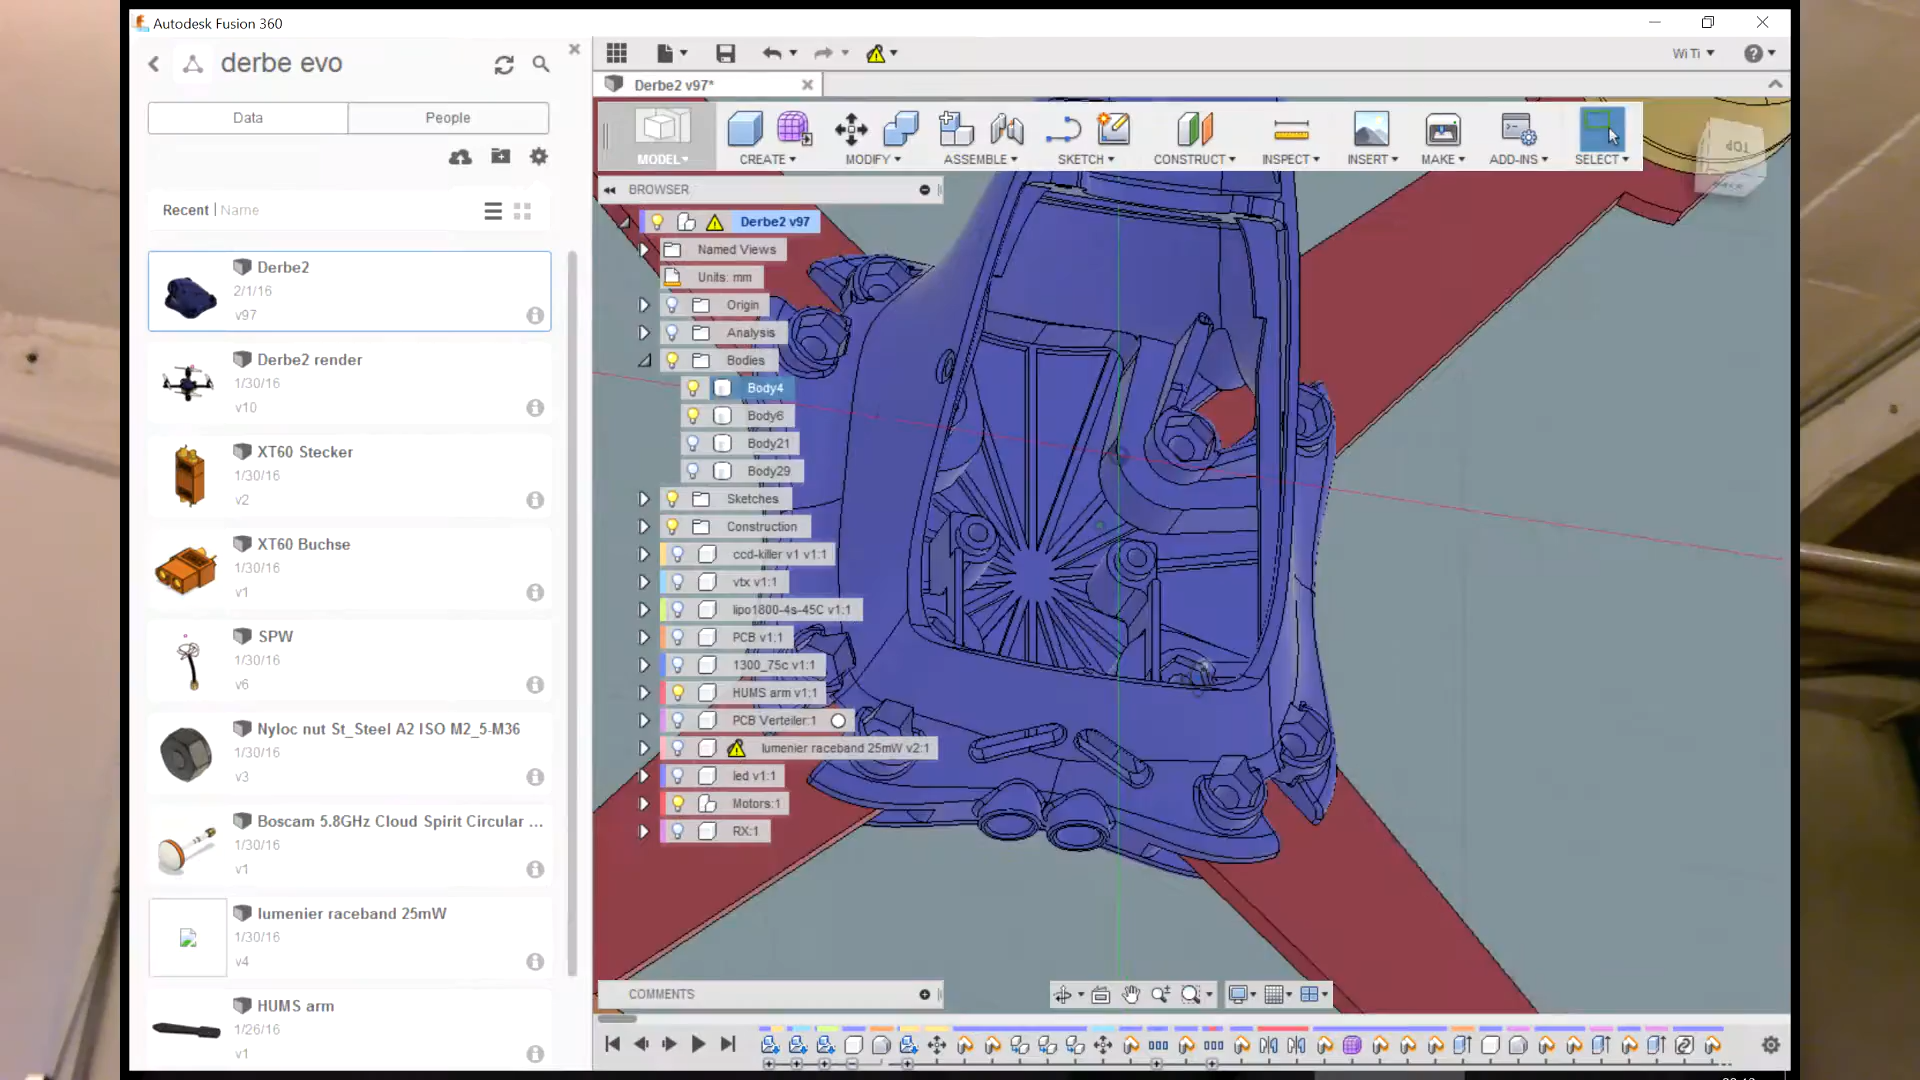 Autodesk Fusion 360
derbe evo
Data
People
Recent | Name
Derbe2
2/1/16
v97
Derbe2 render
1/30/16
v10
XT60 Stecker
1/30/16
v2
XT60 Buchse
1/30/16
v1
SPW
1/30/16
v6
Nyloc nut St_Steel A2 ISO M2_5-M36
1/30/16
v3
Boscam 5.8GHz Cloud Spirit Circular ...
1/30/16
v1
lumenier raceband 25mW
1/30/16
v4
HUMS arm
1/26/16
v1
Wi Ti
Derbe2 v97*
MODEL
CREATE
MODIFY
ASSEMBLE
SKETCH
CONSTRUCT
INSPECT
INSERT
MAKE
ADD-INS
SELECT
TOP
BACK
BROWSER
Derbe2 v97
Named Views
Units: mm
Origin
Analysis
Bodies
Body4
Body6
Body21
Body29
Sketches
Construction
ccd-killer v1 v1:1
vtx v1:1
lipo1800-4s-45C v1:1
PCB v1:1
1300_75c v1:1
HUMS arm v1:1
PCB Verteiler:1
lumenier raceband 25mW v2:1
led v1:1
Motors:1
RX:1
COMMENTS